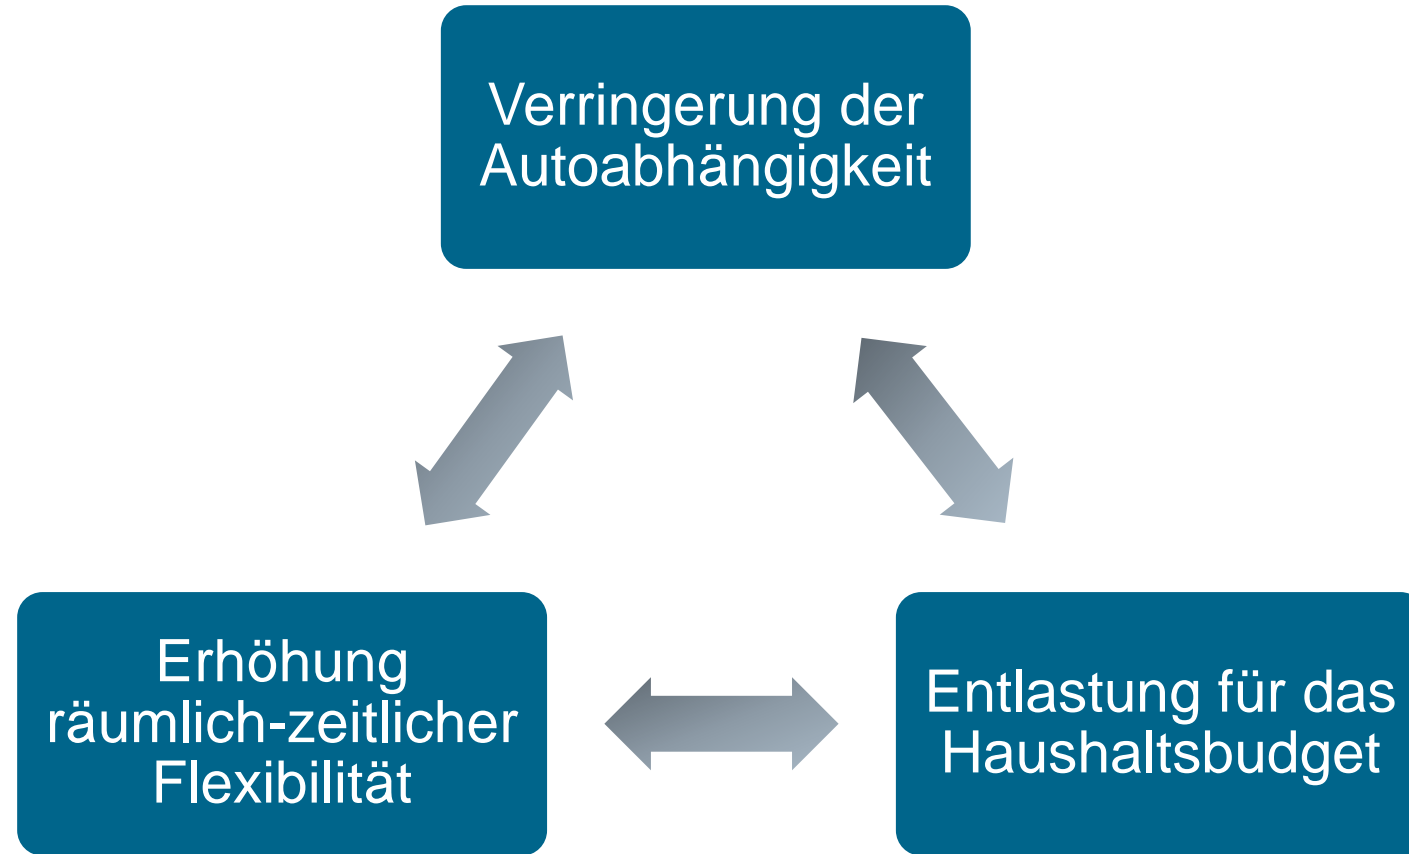 Verringerung der
Autoabhängigkeit
Erhöhung
räumlich-zeitlicher
Flexibilität
Entlastung für das
Haushaltsbudget